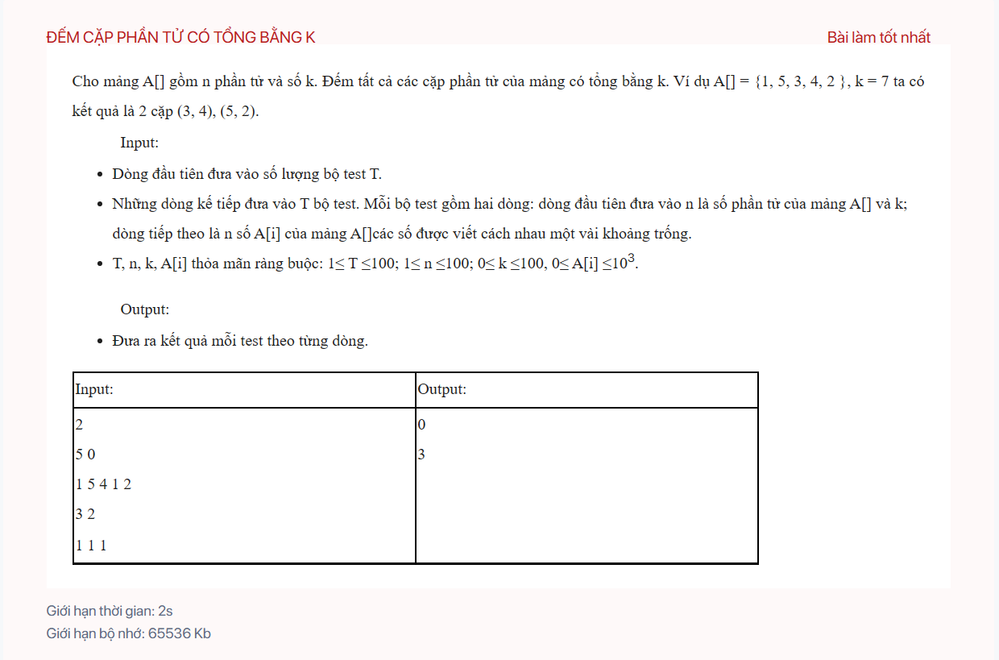 ĐẾM CẶP PHẦN TỬ CÓ TỔNG BẰNG K
Bài làm tốt nhất
Cho mảng A[] gồm n phần tử và số k. Đếm tất cả các cặp phần tử của mảng có tổng bằng k. Ví dụ A[] = {1, 5, 3, 4, 2 }, k = 7 ta có
kết quả là 2 cặp (3, 4), (5, 2).
Input:
• Dòng đầu tiên đưa vào số lượng bộ test T.
• Những dòng kế tiếp đưa vào T bộ test. Mỗi bộ test gồm hai dòng: dòng đầu tiên đưa vào n là số phần tử của mảng A[] và k;
dòng tiếp theo là n số A[i] của mảng A[]các số được viết cách nhau một vài khoảng trống.
• T, n, k, A[i] thỏa mãn ràng buộc: 1≤ T ≤100; 1≤ n ≤100; 0≤ k ≤100, 0≤ A[i] ≤10³.
Output:
• Đưa ra kết quả mỗi test theo từng dòng.
Input:
Output:
2
5 0
1 5 4 1 2
3 2
1 1 1
0
3
Giới hạn thời gian: 2s
Giới hạn bộ nhớ: 65536 Kb